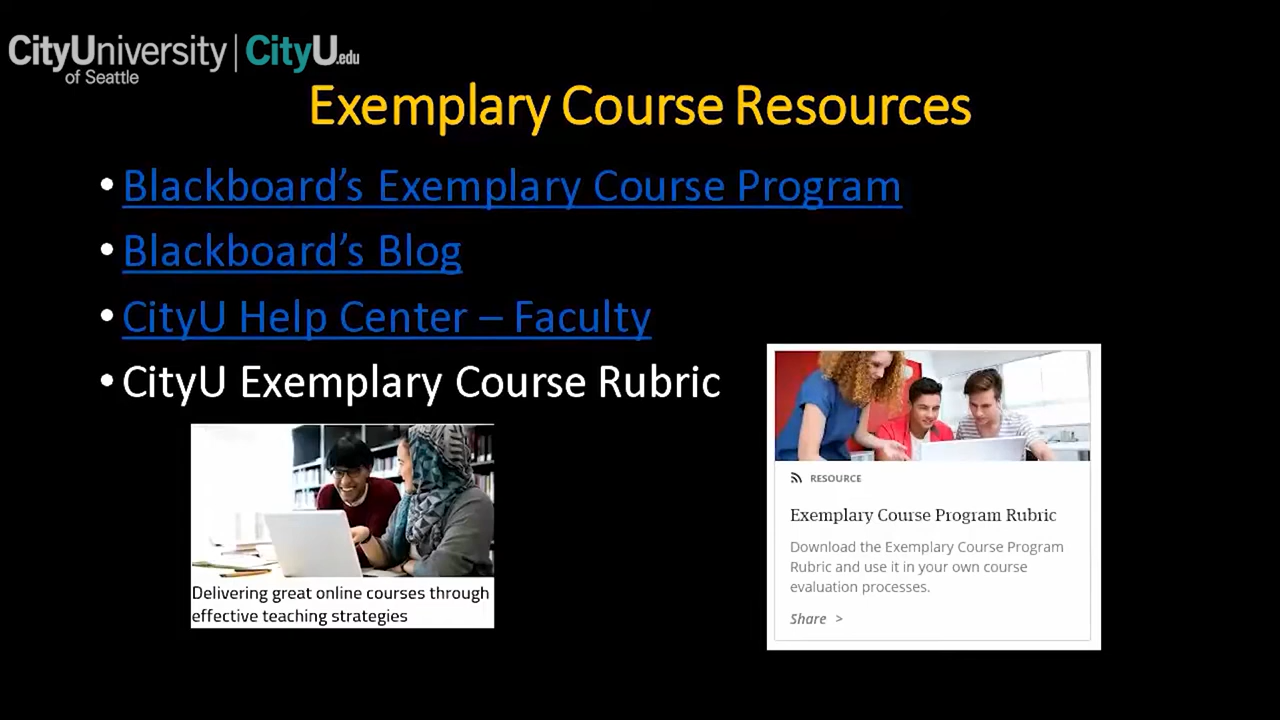 CityUniversity | CityU.edu
of Seattle
Exemplary Course Resources
• Blackboard's Exemplary Course Program
• Blackboard's Blog
• CityU Help Center – Faculty
• CityU Exemplary Course Rubric
Delivering great online courses through
effective teaching strategies
RESOURCE
Exemplary Course Program Rubric
Download the Exemplary Course Program
Rubric and use it in your own course
evaluation processes.
Share >